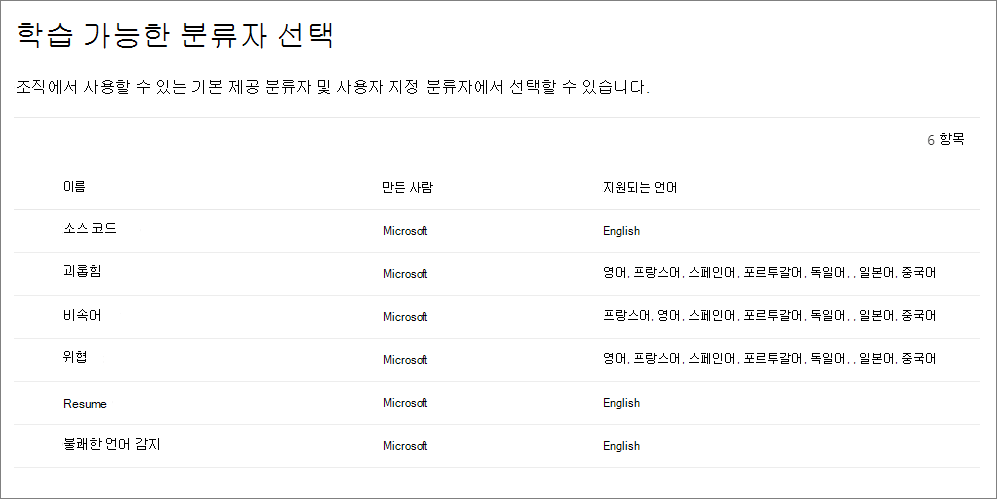 학습 가능한 분류자 선택
조직에서 사용할 수 있는 기본 제공 분류자 및 사용자 지정 분류자에서 선택할 수 있습니다.
6 항목
이름 만든 사람 지원되는 언어
소스 코드 Microsoft English
괴롭힘 Microsoft 영어, 프랑스어, 스페인어, 포르투갈어, 독일어, , 일본어, 중국어
비속어 Microsoft 프랑스어, 영어, 스페인어, 포르투갈어, 독일어, , 일본어, 중국어
위협 Microsoft 영어, 프랑스어, 스페인어, 포르투갈어, 독일어, , 일본어, 중국어
Resume Microsoft English
불쾌한 언어 감지 Microsoft English